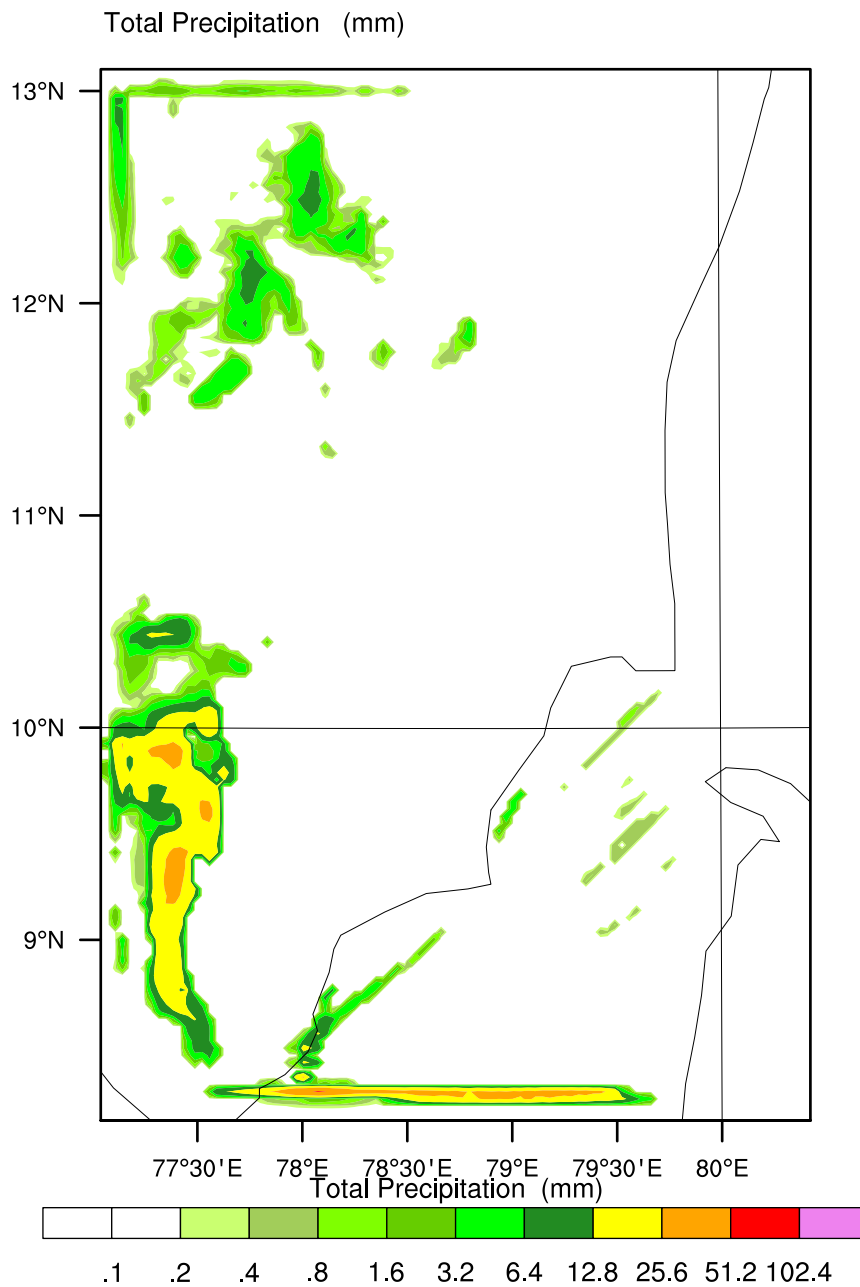 Total Precipitation (mm)
13°N
12°N
11°N
10°N
9°N
77°30'E 78°E 78°30'E 79°E 79°30'E 80°E
Total Precipitation (mm)
.1 .2 .4 .8 1.6 3.2 6.4 12.8 25.6 51.2 102.4